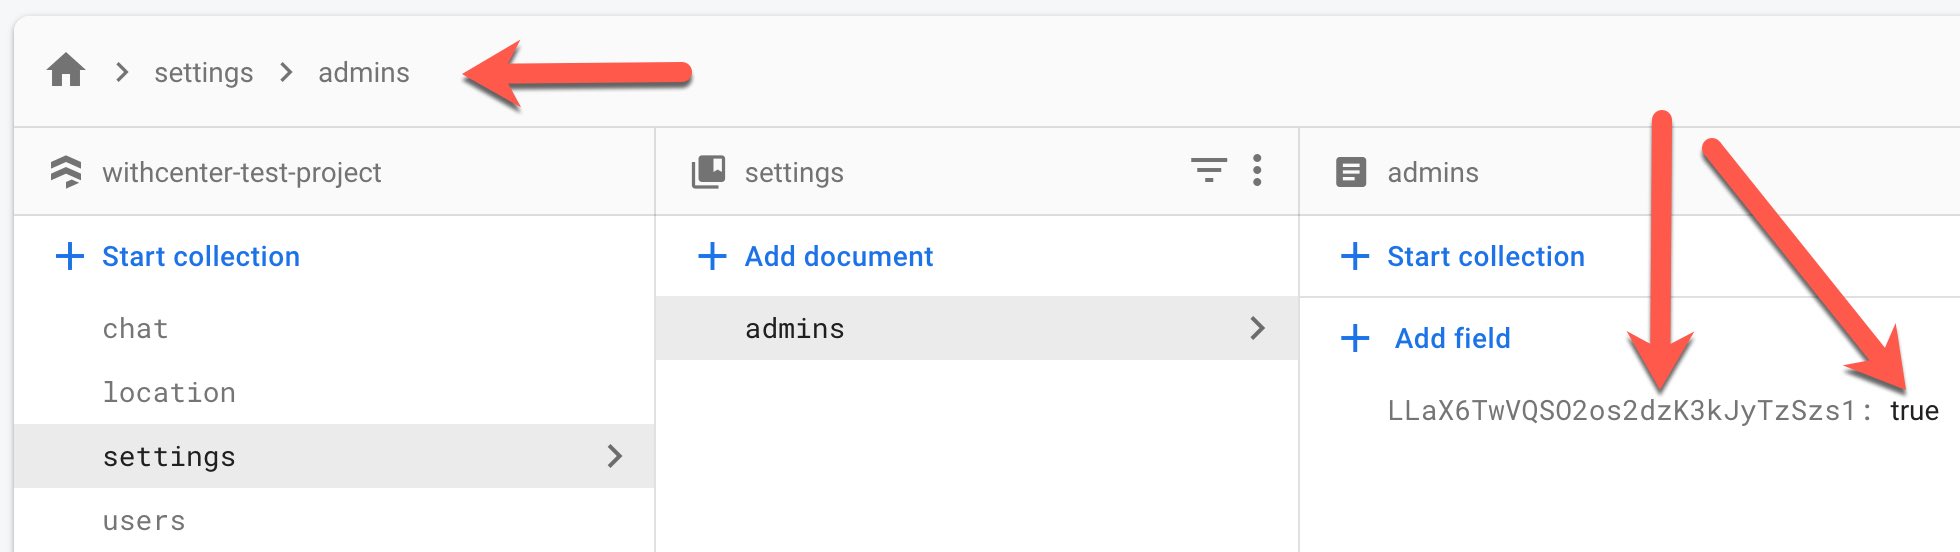 settings
admins
withcenter-test-project
settings
admins
Start collection
Add document
Start collection
chat
location
settings
users
admins
Add field
LLaX6TwVQSO2os2dzK3kJyTzSzs1: true